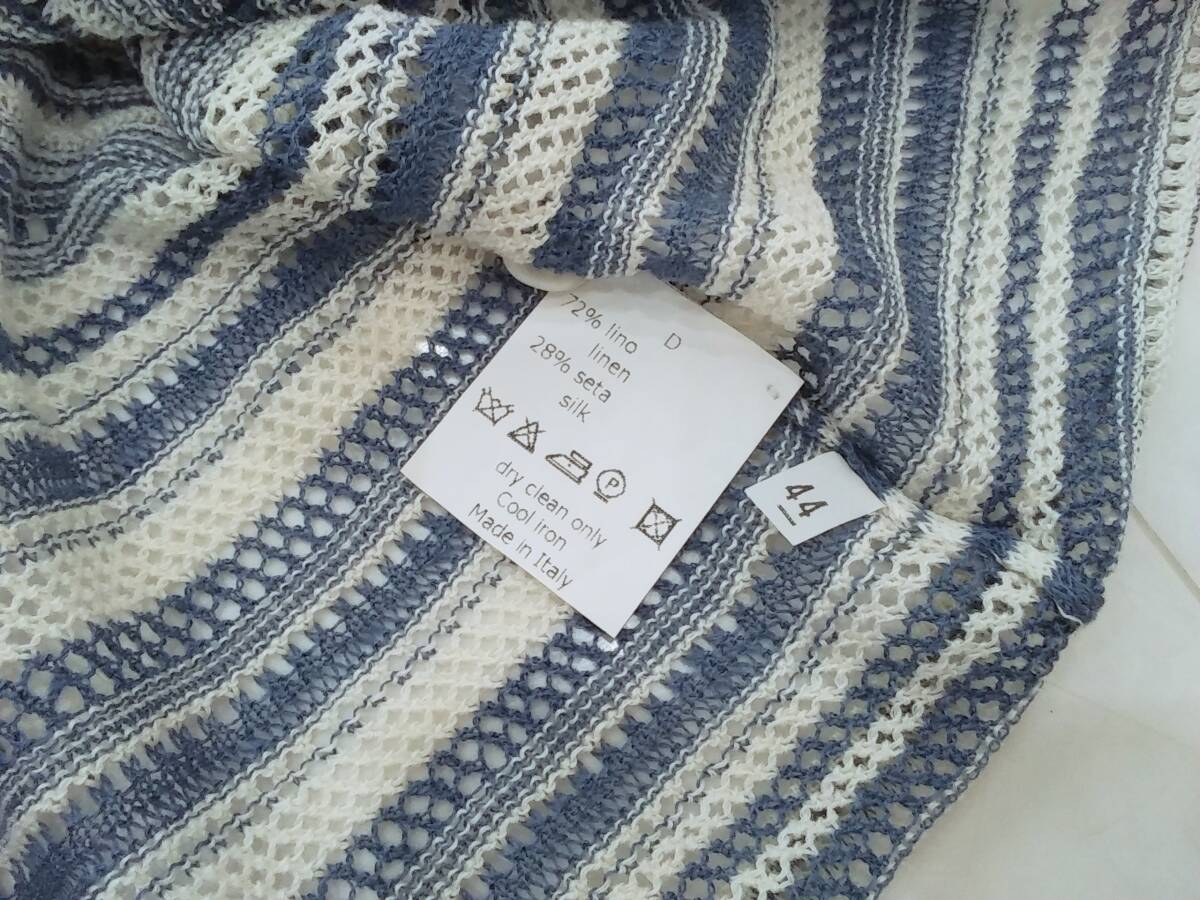 72% lino D
linen
28% seta
silk
P
dry clean only
Cool iron
Made in Italy
44